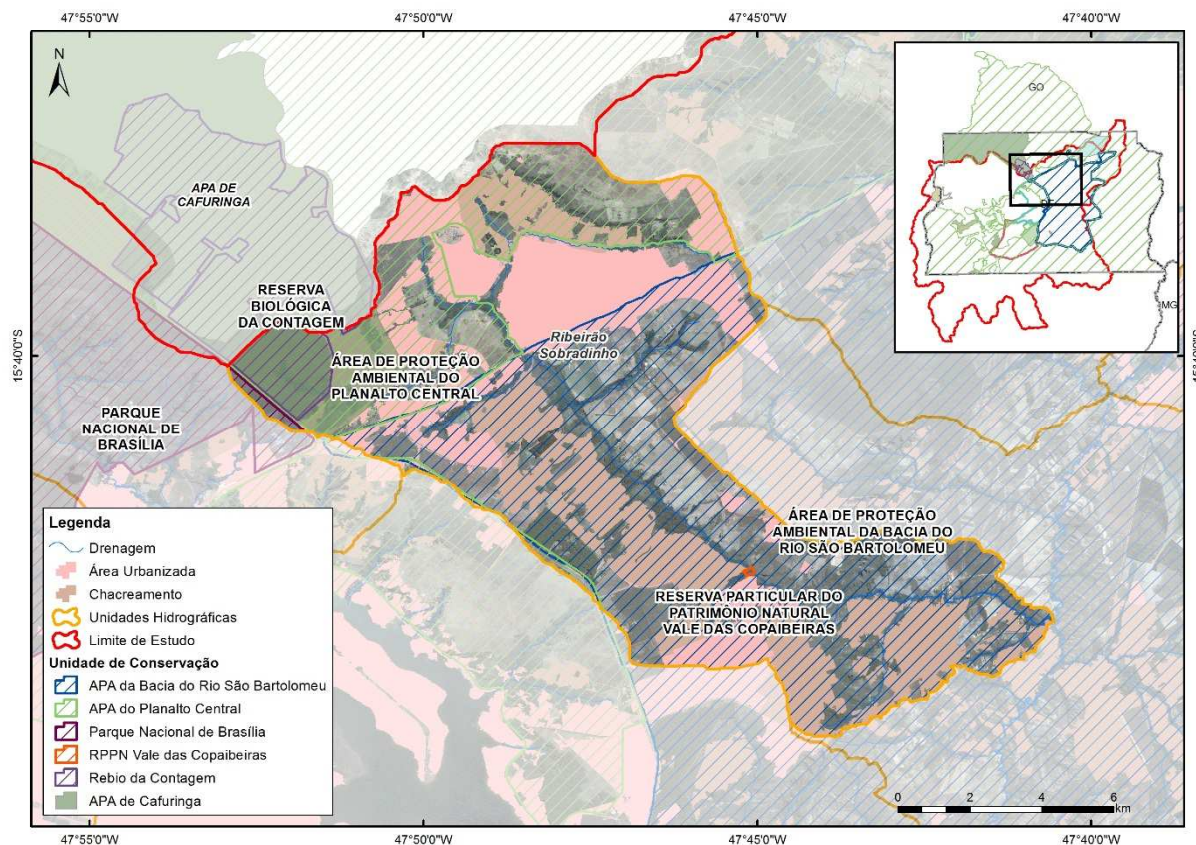 47°55'0"W
47°50'0"W
47°45'0"W
47°40'0"W
N
GO
DF
MG
APA DE
CAFURINGA
RESERVA
BIOLÓGICA
DA CONTAGEM
ÁREA DE PROTEÇÃO
AMBIENTAL DO
PLANALTO CENTRAL
Ribeirão
Sobradinho
15°40'0"S
15°40'0"S
PARQUE
NACIONAL DE
BRASÍLIA
ÁREA DE PROTEÇÃO
AMBIENTAL DA BACIA DO
RIO SÃO BARTOLOMEU
RESERVA PARTICULAR DO
PATRIMÔNIO NATURAL
VALE DAS COPAIBEIRAS
Legenda
Drenagem
Área Urbanizada
Chacreamento
Unidades Hidrográficas
Limite de Estudo
Unidade de Conservação
APA da Bacia do Rio São Bartolomeu
APA do Planalto Central
Parque Nacional de Brasília
RPPN Vale das Copaibeiras
Rebio da Contagem
APA de Cafuringa
0 2 4 6
km
47°55'0"W
47°50'0"W
47°45'0"W
47°40'0"W